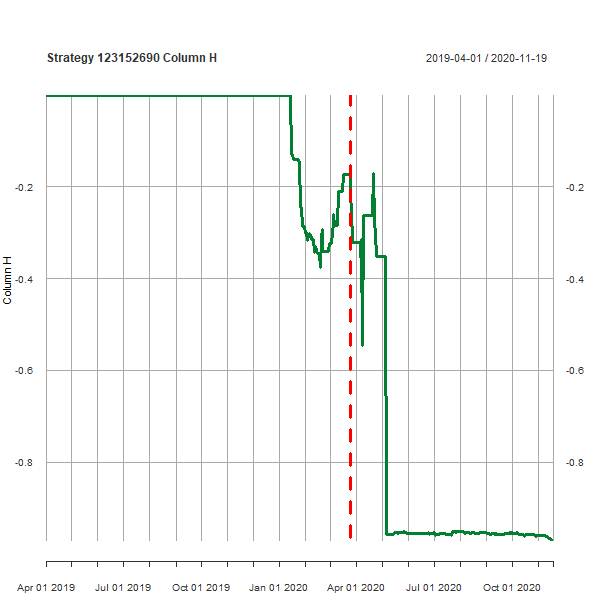 Strategy 123152690 Column H
2019-04-01 / 2020-11-19
-0.2
-0.2
-0.4
-0.4
Column H
-0.6
-0.6
-0.8
-0.8
Apr 01 2019
Jul 01 2019
Oct 01 2019
Jan 01 2020
Apr 01 2020
Jul 01 2020
Oct 01 2020